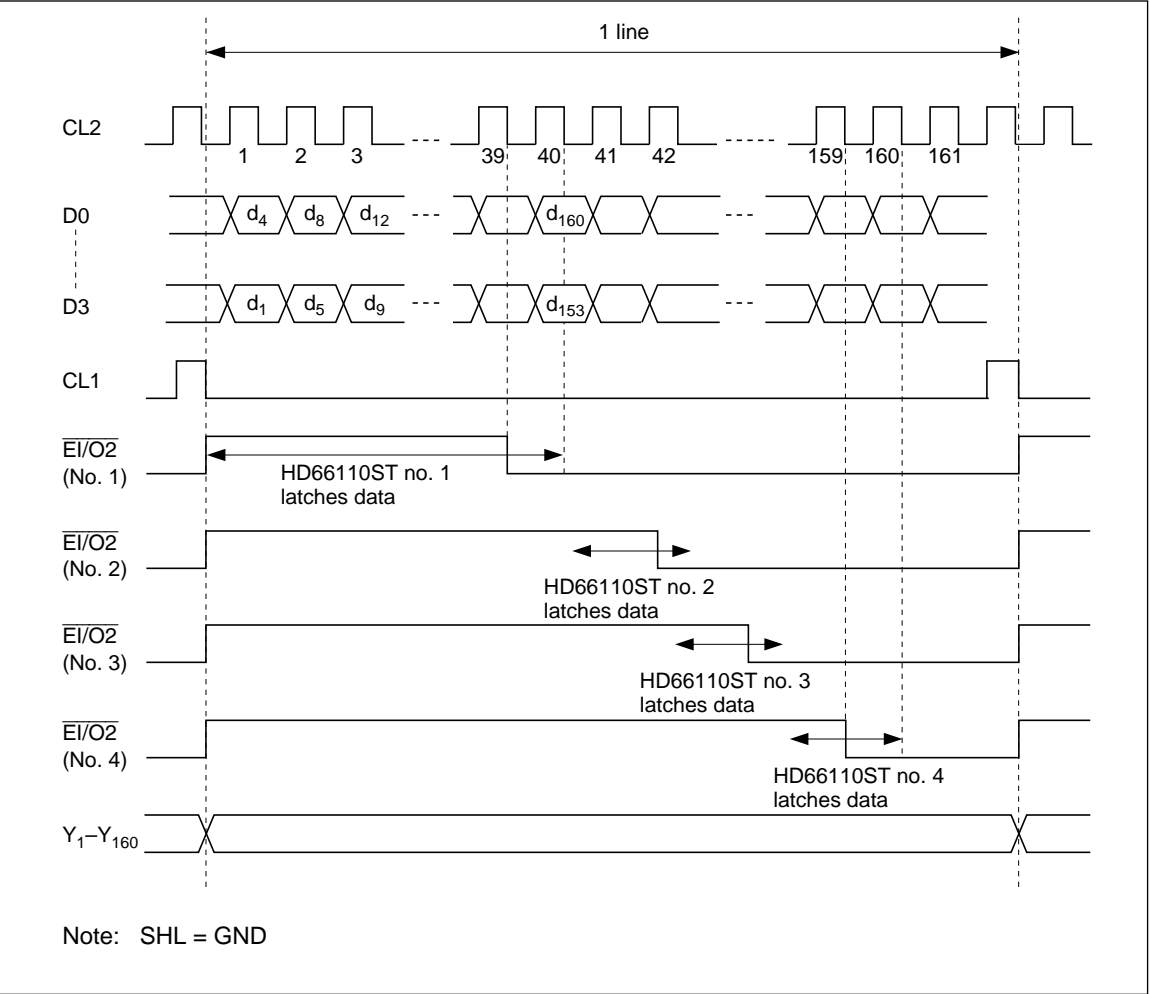 1 line
CL2
1 2 3 39 40 41 42 159 160 161
D0
d4 d8 d12 d160
D3
d1 d5 d9 d153
CL1
EI/O2
(No. 1)
HD66110ST no. 1
latches data
EI/O2
(No. 2)
HD66110ST no. 2
latches data
EI/O2
(No. 3)
HD66110ST no. 3
latches data
EI/O2
(No. 4)
HD66110ST no. 4
latches data
Y1–Y160
Note: SHL = GND